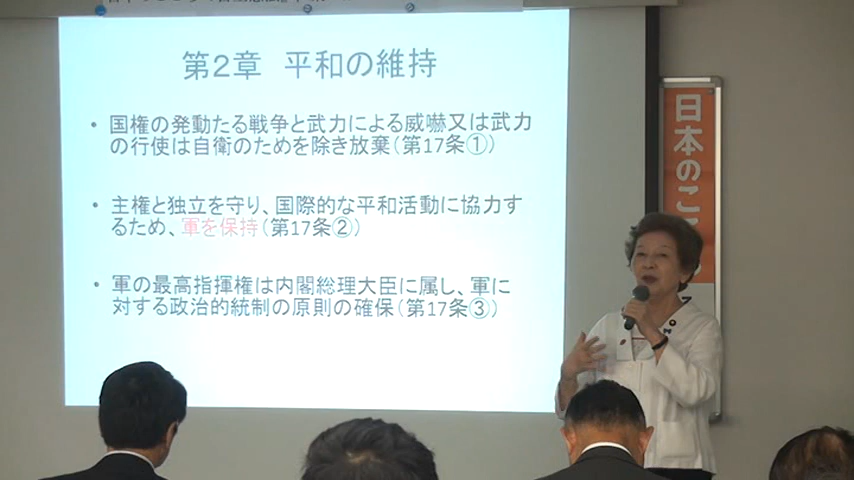 第2章 平和の維持
• 国権の発動たる戦争と武力による威嚇又は武力
の行使は自衛のためを除き放棄（第17条①）
• 主権と独立を守り、国際的な平和活動に協力す
るため、軍を保持（第17条②）
• 軍の最高指揮権は内閣総理大臣に属し、軍に
対する政治的統制の原則の確保（第17条③）
日本のこ